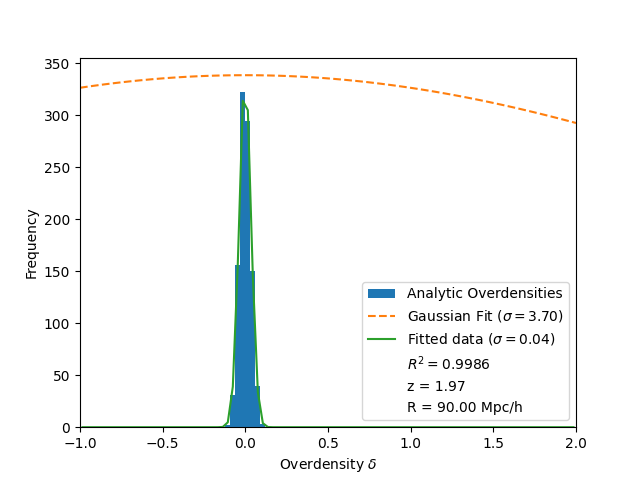 350
300
250
200
150
100
50
0
Frequency
Analytic Overdensities
Gaussian Fit (σ = 3.70)
Fitted data (σ = 0.04)
R² = 0.9986
z = 1.97
R = 90.00 Mpc/h
−1.0 −0.5 0.0 0.5 1.0 1.5 2.0
Overdensity δ